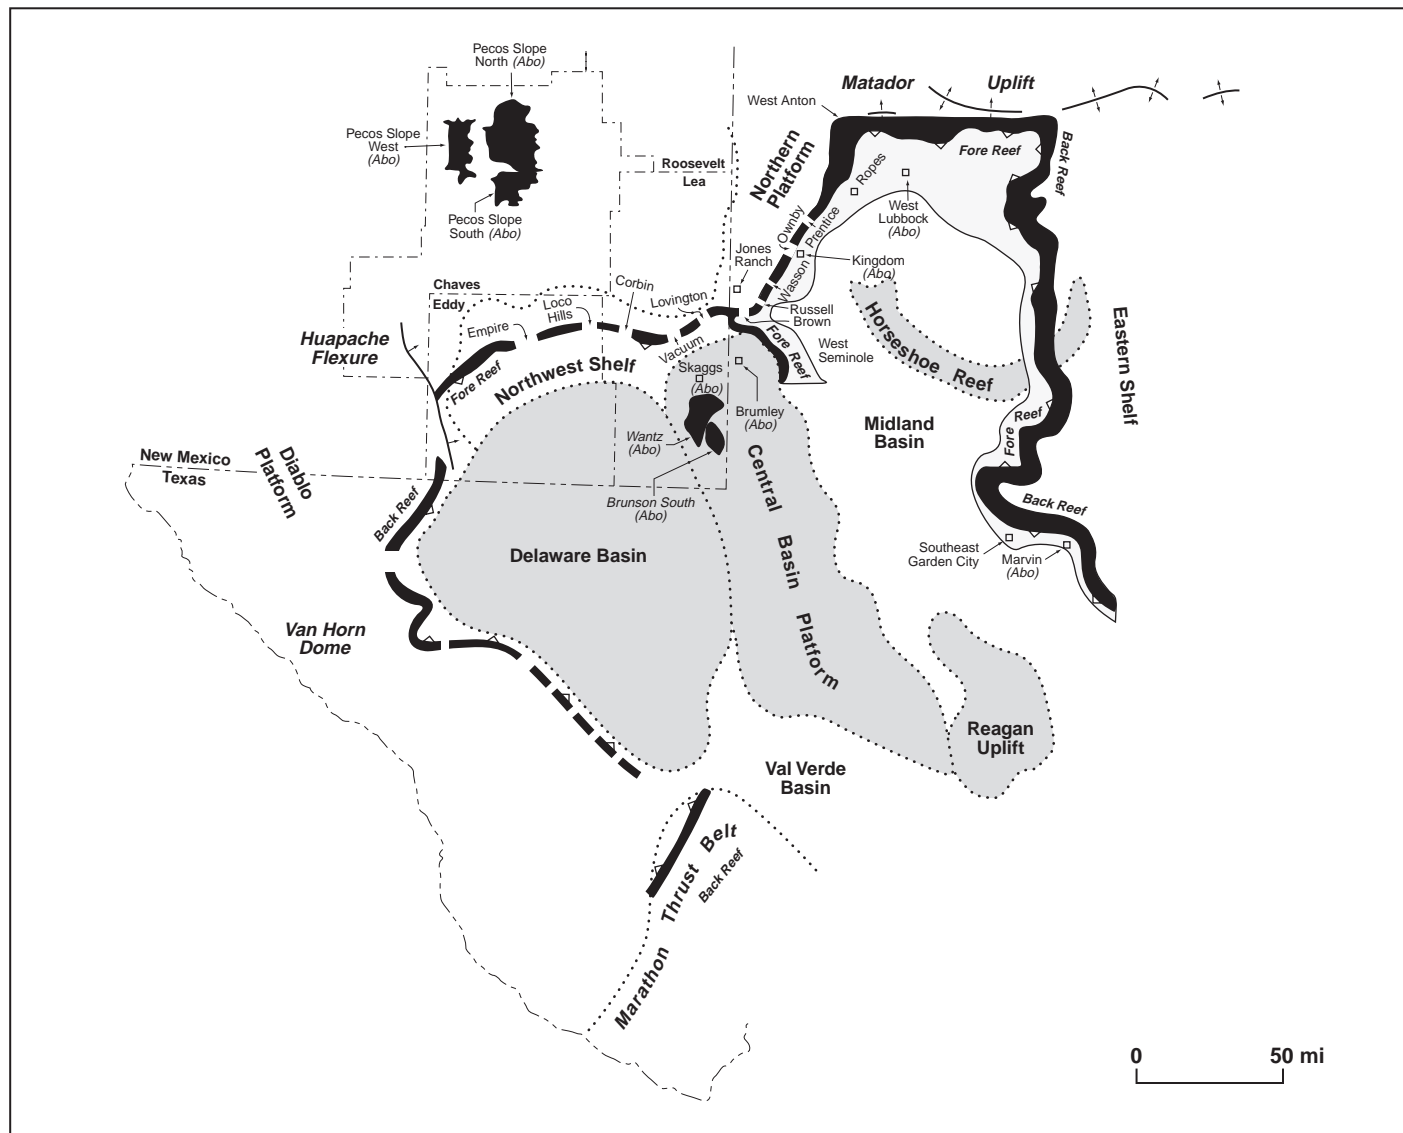 Pecos Slope
North (Abo)
Pecos Slope
West
(Abo)
Pecos Slope
South (Abo)
Roosevelt
Lea
Matador Uplift
West Anton
Northern
Platform
Fore Reef
Back Reef
Ropes
West
Lubbock
(Abo)
Ownby
Prentice
Jones
Ranch
Wasson
Kingdom
(Abo)
Chaves
Eddy
Corbin
Loco
Hills
Lovington
Empire
Russell
Brown
Huapache
Flexure
Vacuum
Fore Reef
West
Seminole
Horseshoe Reef
Eastern Shelf
Fore Reef
Northwest Shelf
Skaggs
(Abo)
Brumley
(Abo)
Midland
Basin
Fore Reef
Wantz
(Abo)
New Mexico
Texas
Diablo
Platform
Back Reef
Brunson South
(Abo)
Central Basin Platform
Back Reef
Delaware Basin
Southeast
Garden City
Marvin
(Abo)
Van Horn
Dome
Reagan
Uplift
Val Verde
Basin
Marathon Thrust Belt
Back Reef
0 50 mi